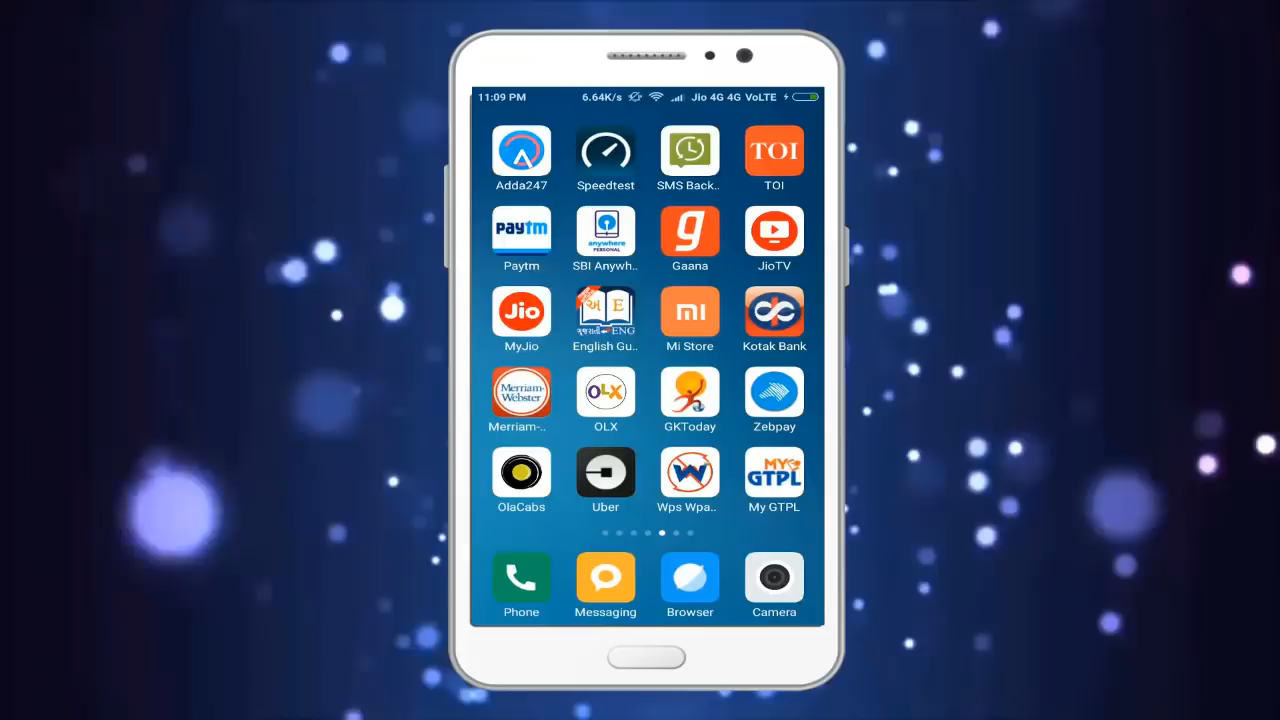 11:09 PM 6.64K/s Jio 4G 4G VoLTE
TOI
Adda247 Speedtest SMS Back.. TOI
paytm anywhere PERSONAL g
Paytm SBI Anywh.. Gaana JioTV
Jio અ E ગુજરાતી ENG mi
MyJio English Gu.. Mi Store Kotak Bank
Merriam-Webster OLX
Merriam-.. OLX GKToday Zebpay
W MY GTPL
OlaCabs Uber Wps Wpa.. My GTPL
Phone Messaging Browser Camera